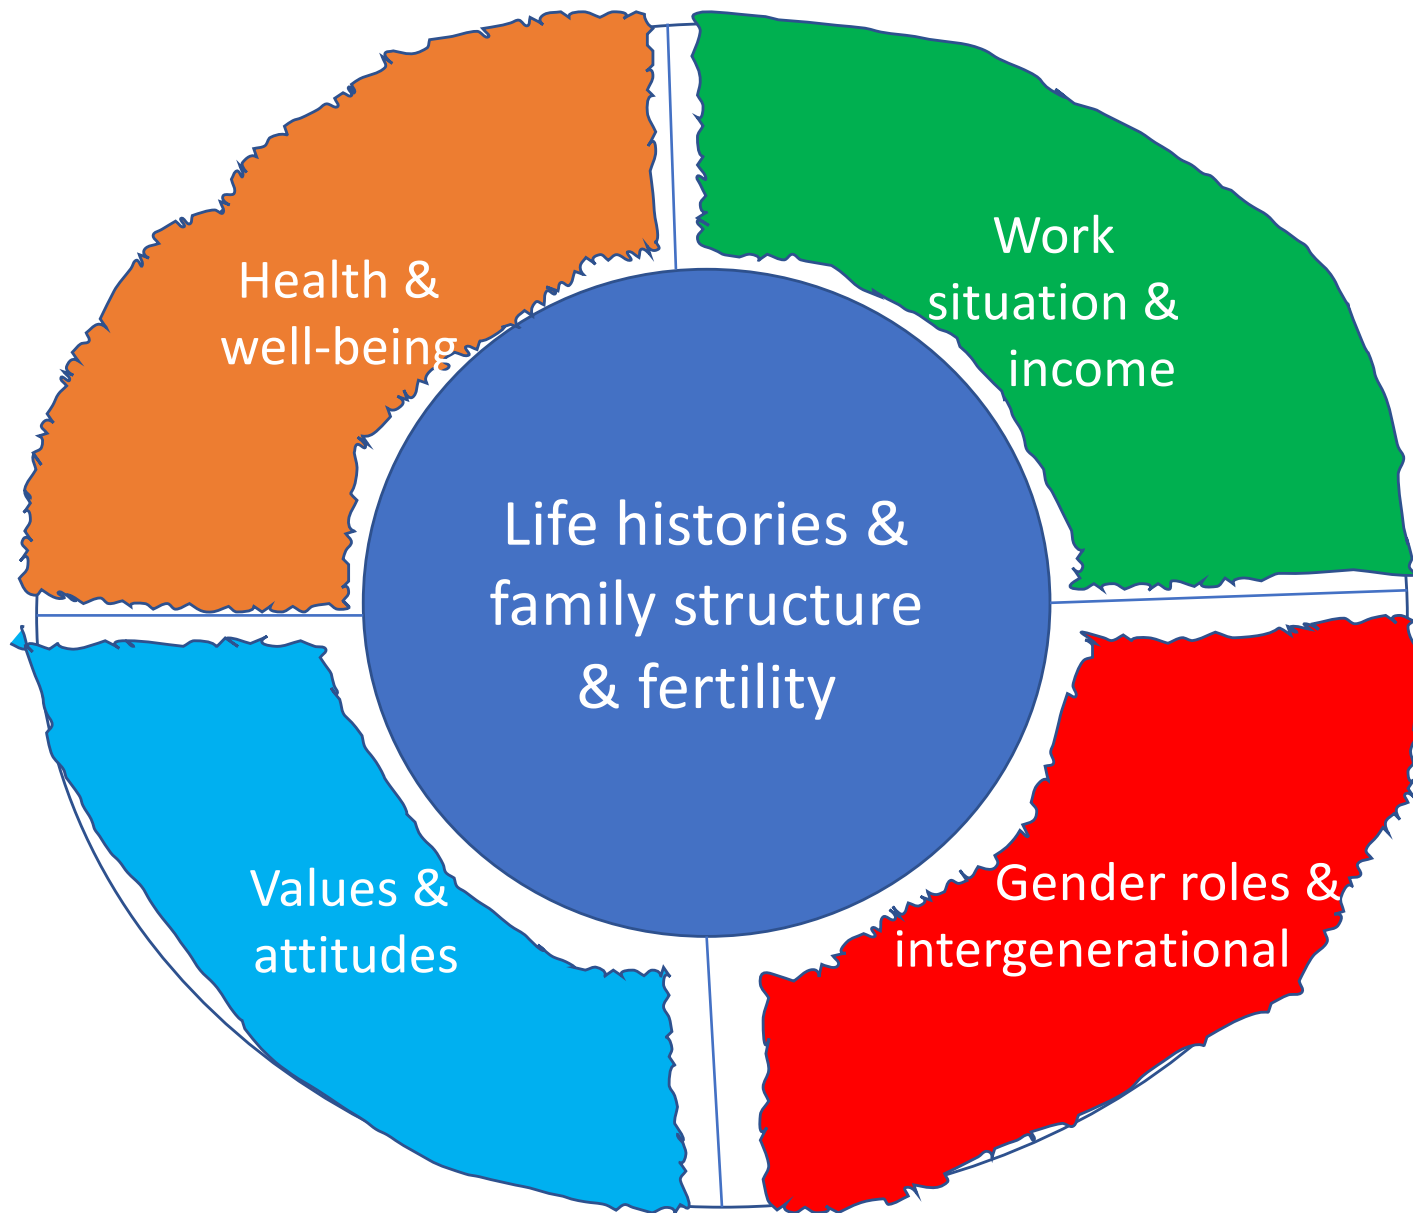 Health &
well-being
Work
situation &
income
Life histories &
family structure
& fertility
Values &
attitudes
Gender roles &
intergenerational